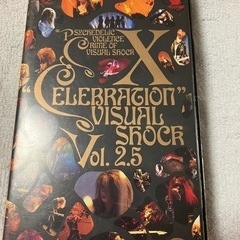 PSYCHEDELIC
VIOLENCE
CRIME OF
VISUAL SHOCK
X
"CELEBRATION"
VISUAL
SHOCK
Vol. 2.5